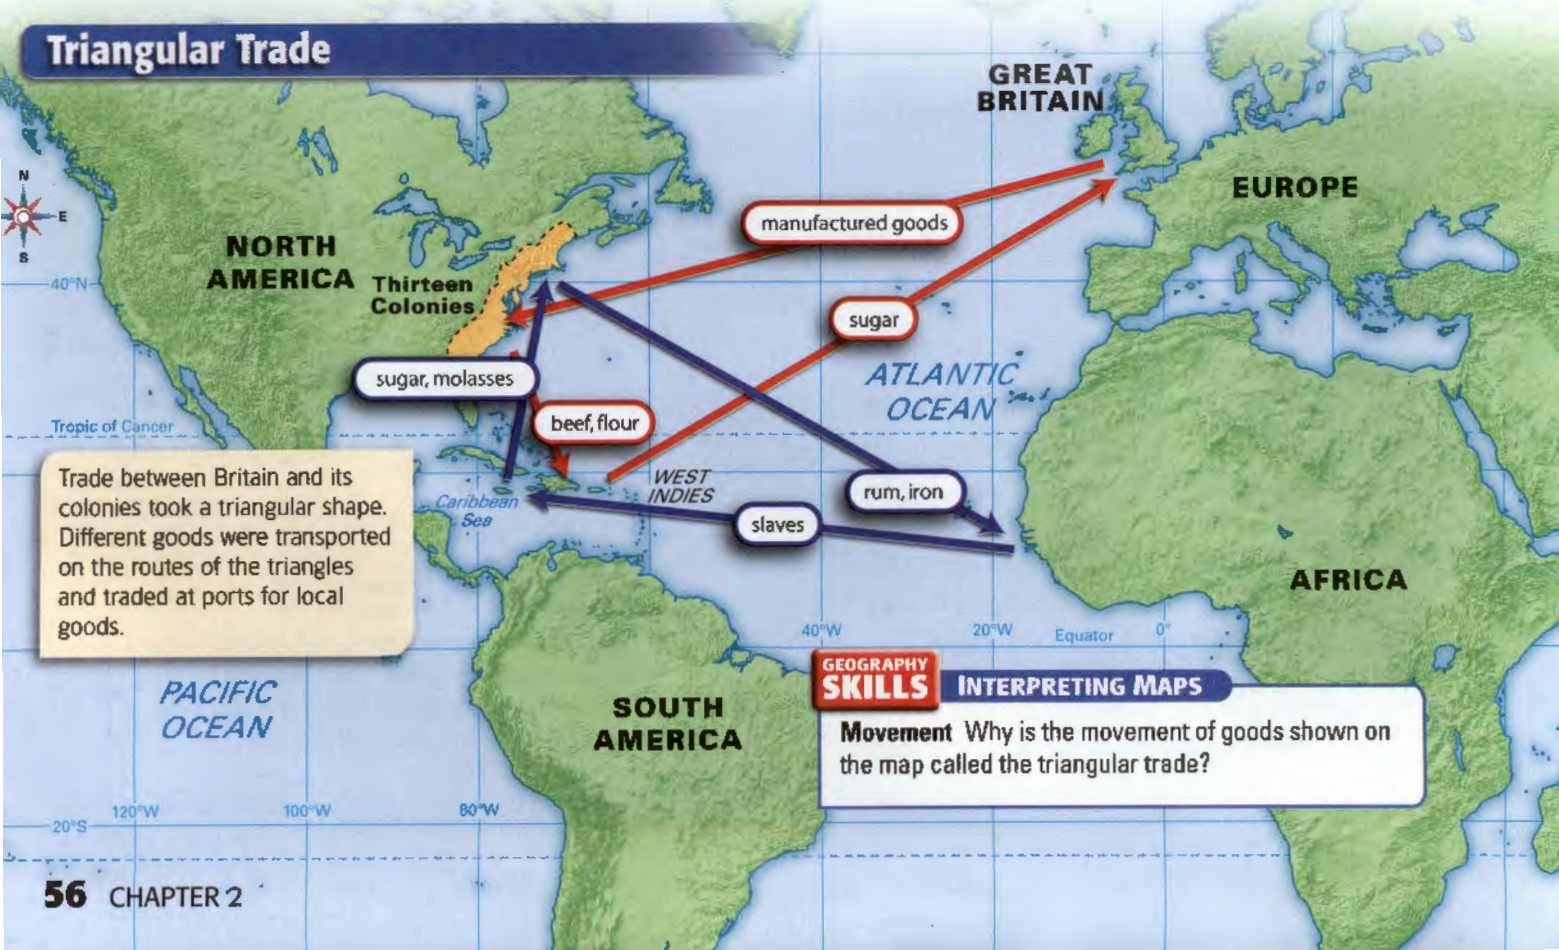 Triangular Trade
GREAT
BRITAIN
EUROPE
N
E
S
manufactured goods
NORTH
AMERICA
Thirteen
Colonies
40°N
sugar
ATLANTIC
OCEAN
sugar, molasses
beef, flour
Tropic of Cancer
Trade between Britain and its
colonies took a triangular shape.
Different goods were transported
on the routes of the triangles
and traded at ports for local
goods.
WEST
INDIES
Caribbean
Sea
rum, iron
slaves
AFRICA
40°W
20°W
Equator
0°
PACIFIC
OCEAN
SOUTH
AMERICA
GEOGRAPHY
SKILLS
INTERPRETING MAPS
Movement Why is the movement of goods shown on
the map called the triangular trade?
120°W
100°W
80°W
20°S
56 CHAPTER 2